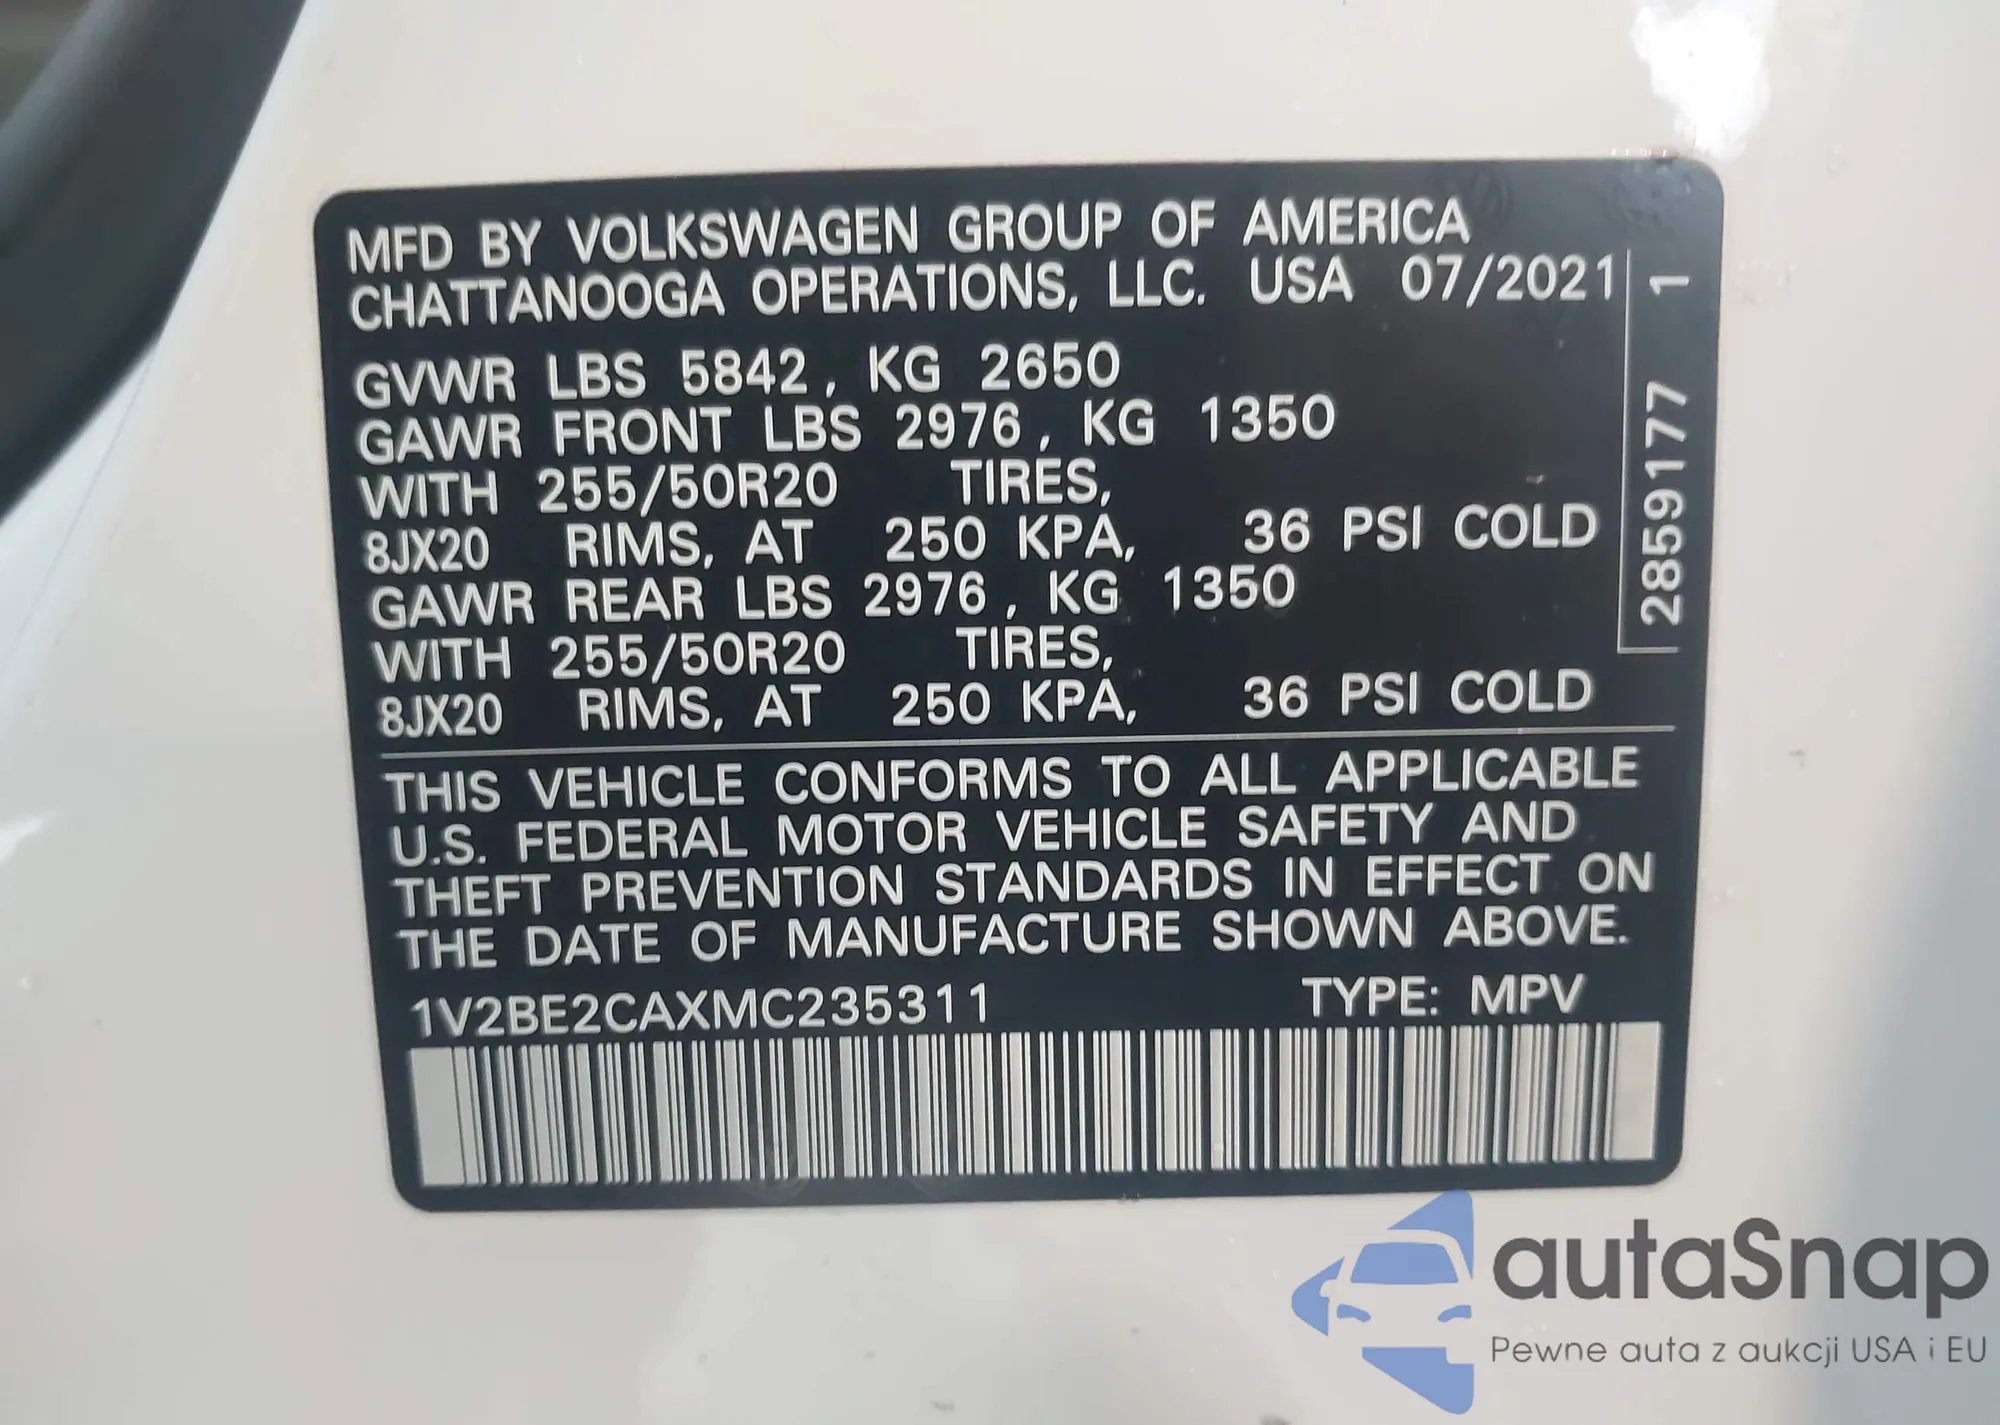 MFD BY VOLKSWAGEN GROUP OF AMERICA
CHATTANOOGA OPERATIONS, LLC. USA 07/2021
GVWR LBS 5842, KG 2650
GAWR FRONT LBS 2976, KG 1350
WITH 255/50R20 TIRES,
8JX20 RIMS, AT 250 KPA, 36 PSI COLD
GAWR REAR LBS 2976, KG 1350
WITH 255/50R20 TIRES,
8JX20 RIMS, AT 250 KPA, 36 PSI COLD
2859177 1
THIS VEHICLE CONFORMS TO ALL APPLICABLE
U.S. FEDERAL MOTOR VEHICLE SAFETY AND
THEFT PREVENTION STANDARDS IN EFFECT ON
THE DATE OF MANUFACTURE SHOWN ABOVE.
1V2BE2CAXMC235311 TYPE: MPV
autaSnap
Pewne auta z aukcji USA i EU